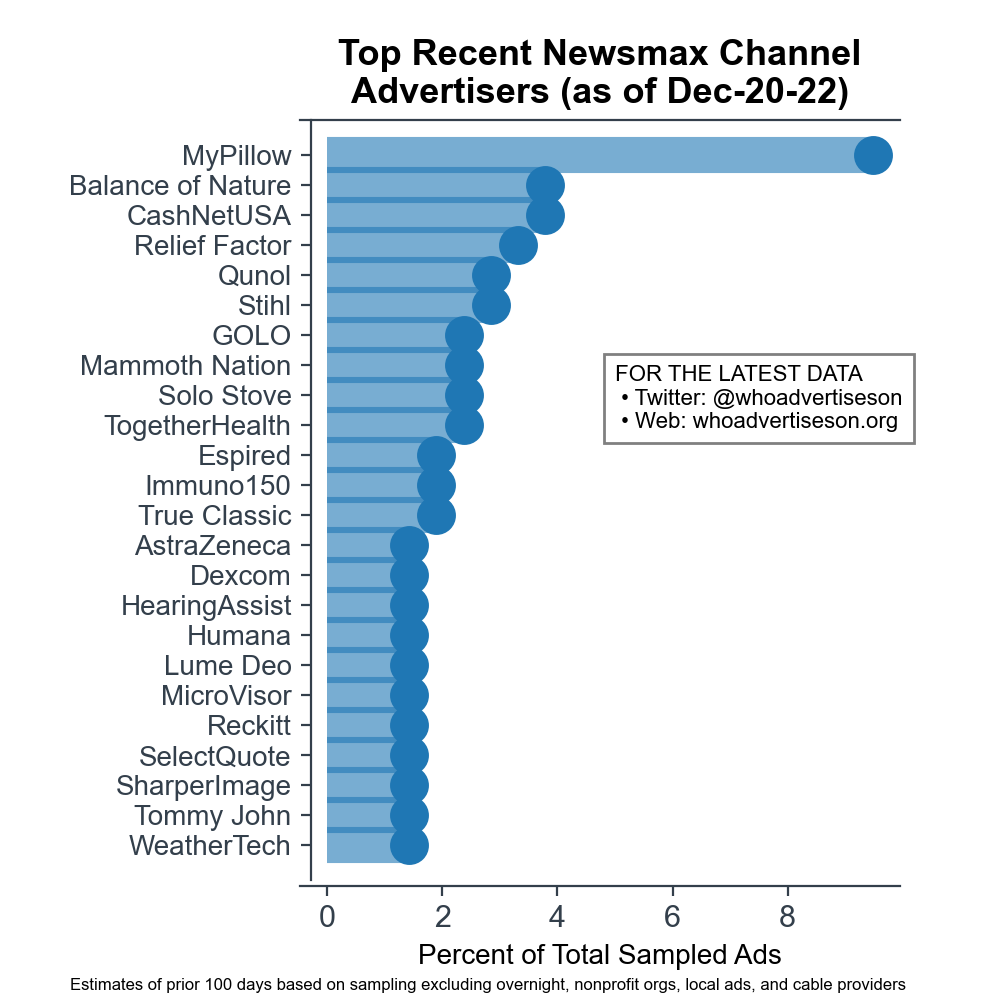 Top Recent Newsmax Channel
Advertisers (as of Dec-20-22)
MyPillow
Balance of Nature
CashNetUSA
Relief Factor
Qunol
Stihl
GOLO
Mammoth Nation
Solo Stove
TogetherHealth
Espired
Immuno150
True Classic
AstraZeneca
Dexcom
HearingAssist
Humana
Lume Deo
MicroVisor
Reckitt
SelectQuote
SharperImage
Tommy John
WeatherTech
FOR THE LATEST DATA
• Twitter: @whoadvertiseson
• Web: whoadvertiseson.org
0 2 4 6 8
Percent of Total Sampled Ads
Estimates of prior 100 days based on sampling excluding overnight, nonprofit orgs, local ads, and cable providers